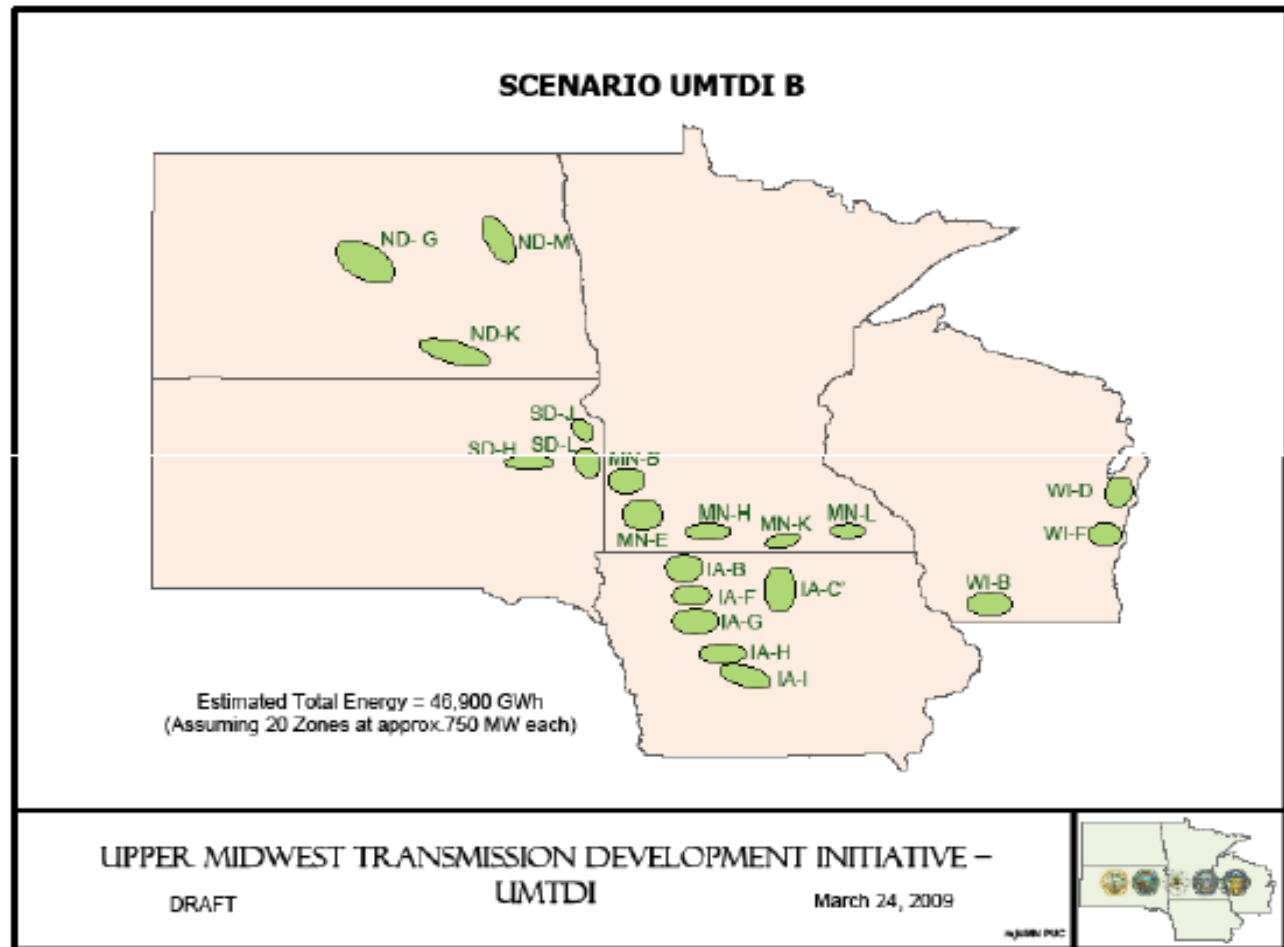 SCENARIO UMTDI B
ND- G
ND-M
ND-K
SD-J
SD-H
SD-L
MN-B
MN-E
MN-H
MN-K
MN-L
WI-D
WI-F
WI-B
IA-B
IA-F
IA-C'
IA-G
IA-H
IA-I
Estimated Total Energy = 46,900 GWh
(Assuming 20 Zones at approx.750 MW each)
UPPER MIDWEST TRANSMISSION DEVELOPMENT INITIATIVE –
UMTDI
DRAFT
March 24, 2009